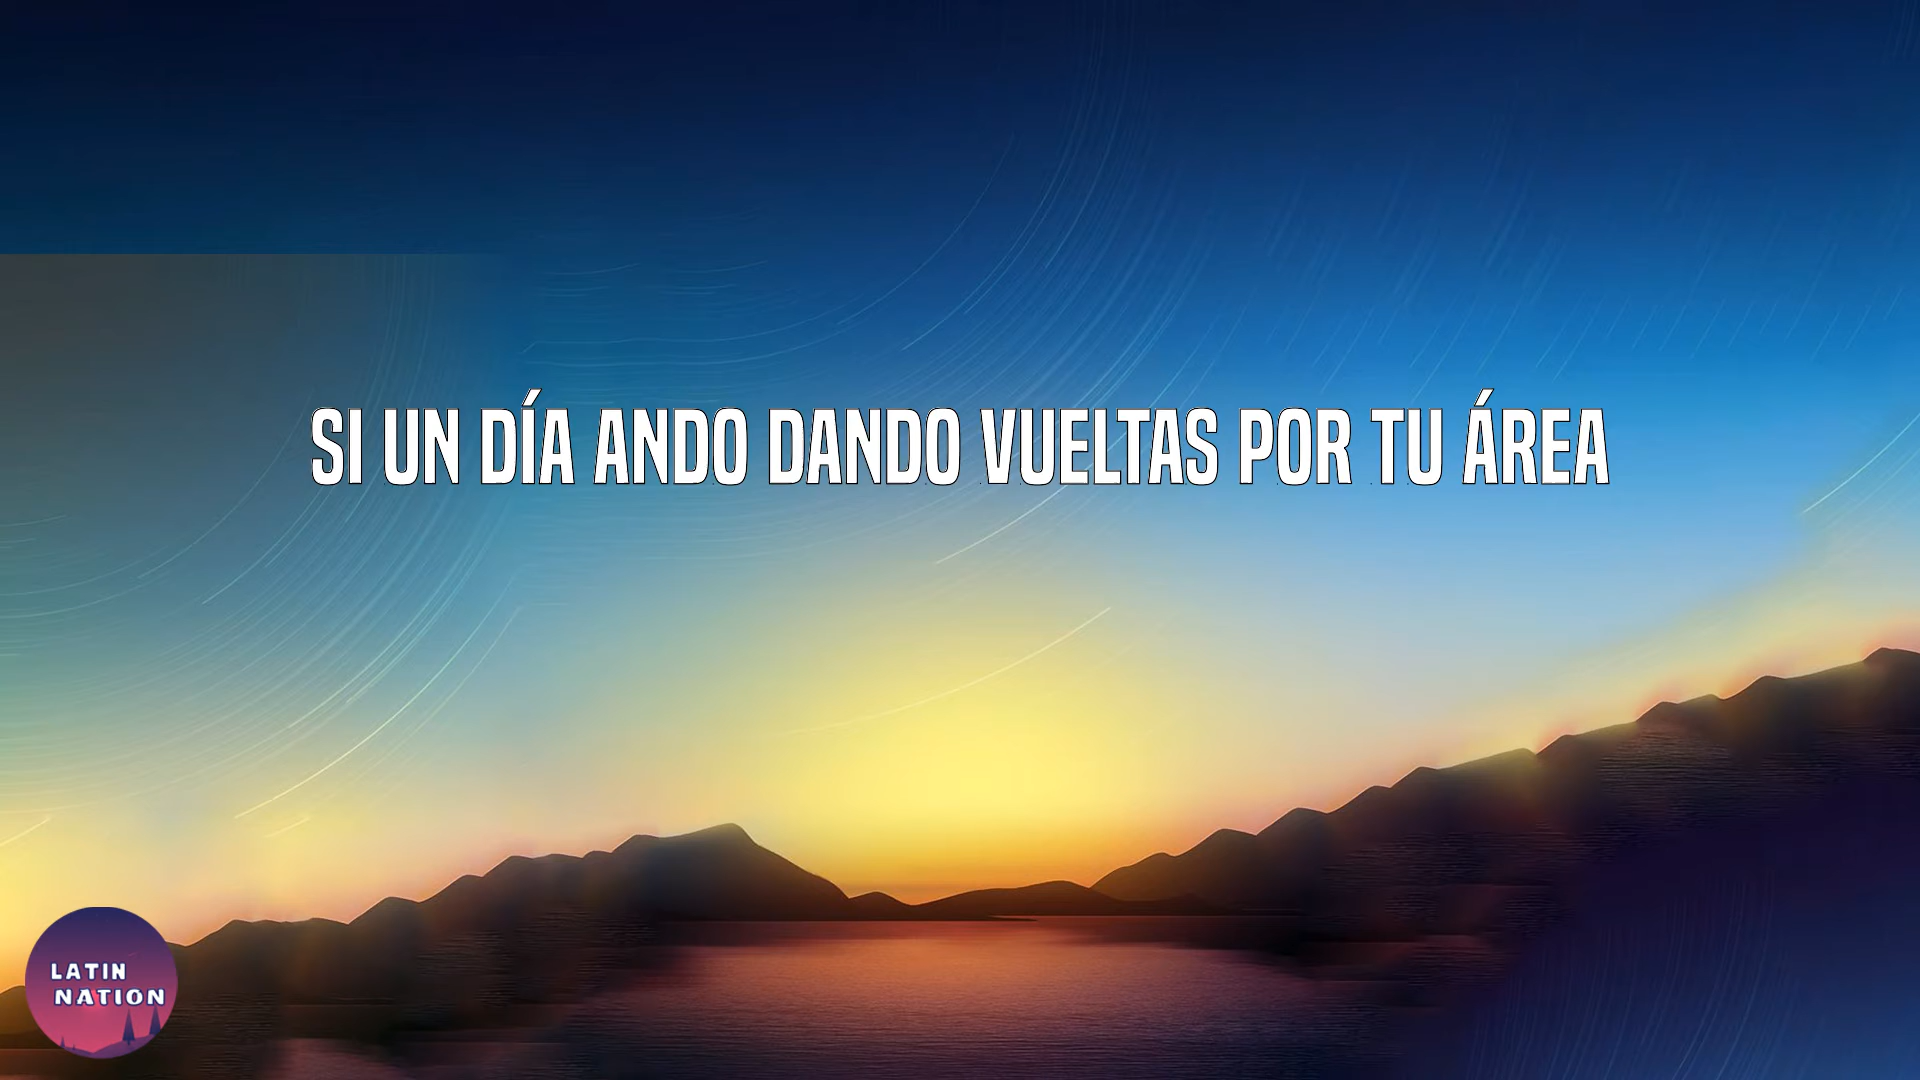 SI UN DÍA ANDO DANDO VUELTAS POR TU ÁREA
LATIN
NATION